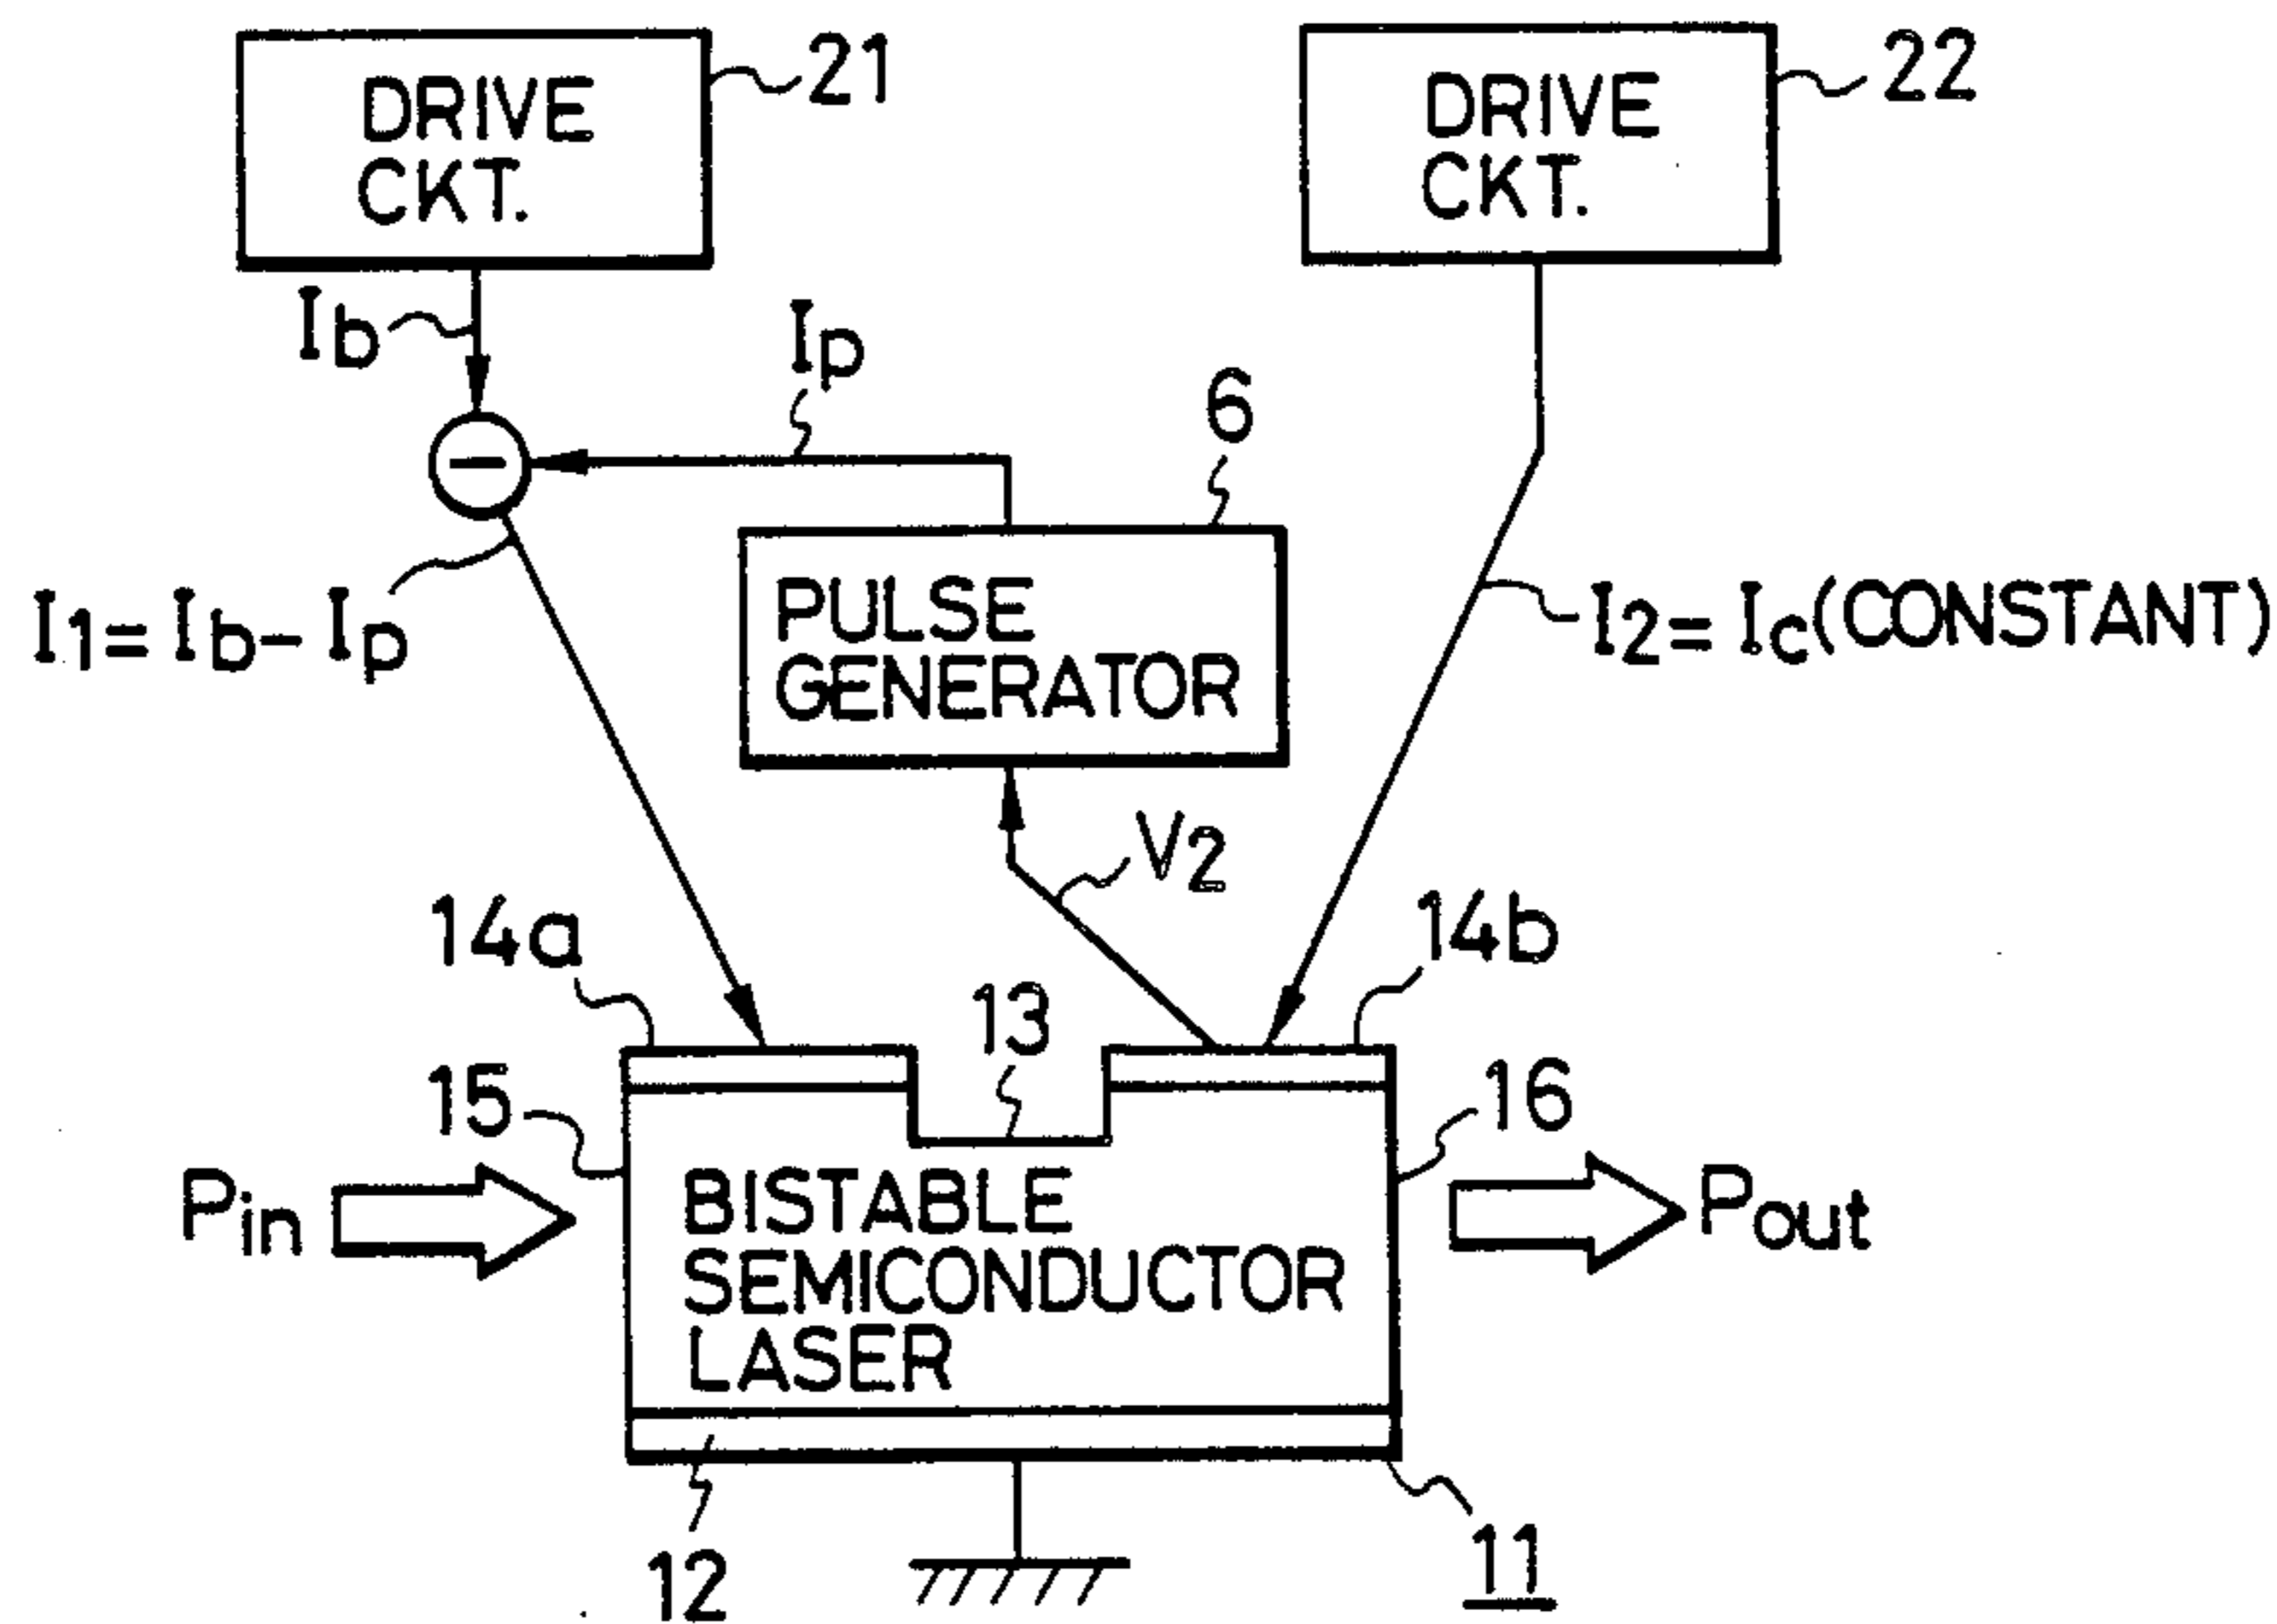 DRIVE
CKT.
21
DRIVE
CKT.
22
Ib
Ip
6
I1 = Ib - Ip
PULSE
GENERATOR
I2 = Ic (CONSTANT)
V2
14a
14b
13
15
16
Pin
BISTABLE
SEMICONDUCTOR
LASER
Pout
12
11